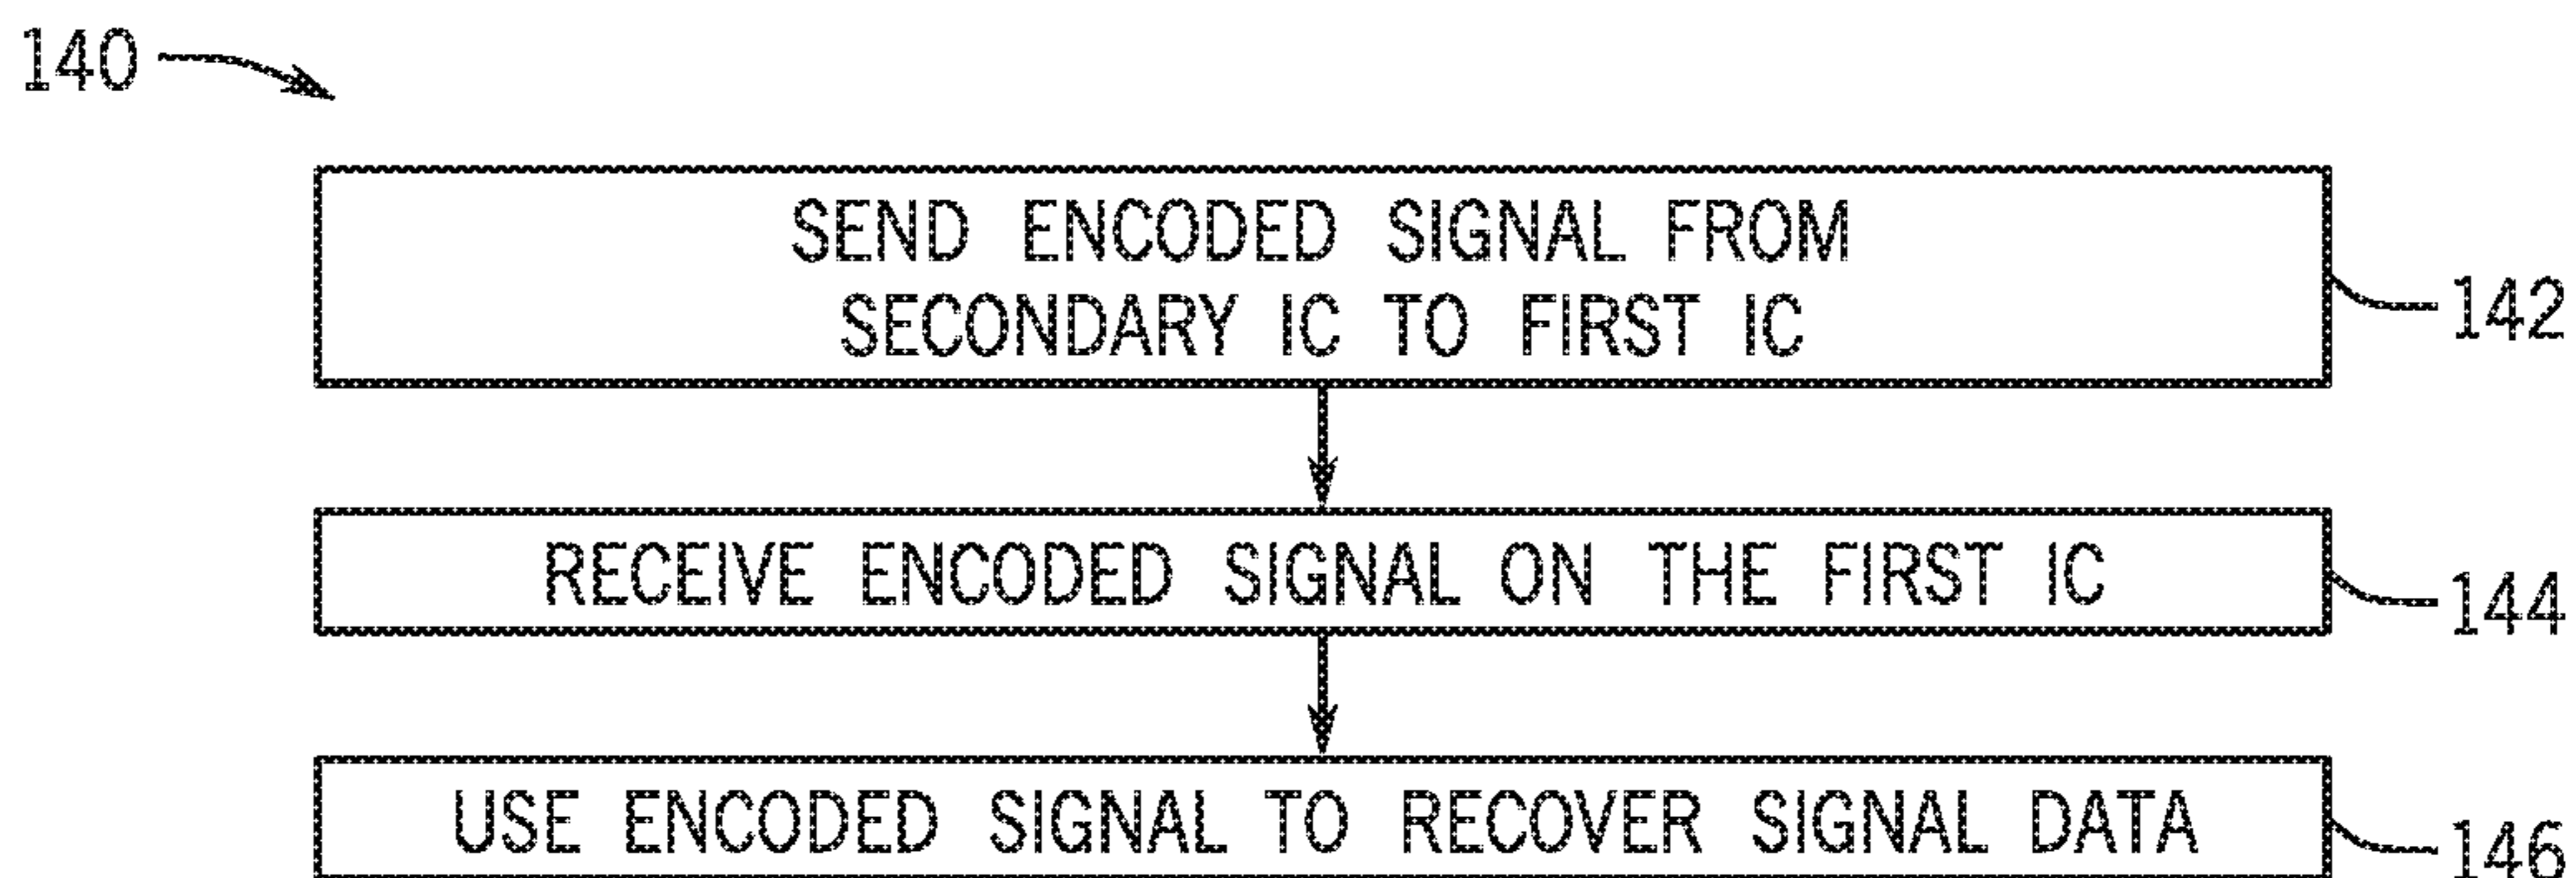 140
SEND ENCODED SIGNAL FROM
SECONDARY IC TO FIRST IC
142
RECEIVE ENCODED SIGNAL ON THE FIRST IC
144
USE ENCODED SIGNAL TO RECOVER SIGNAL DATA
146